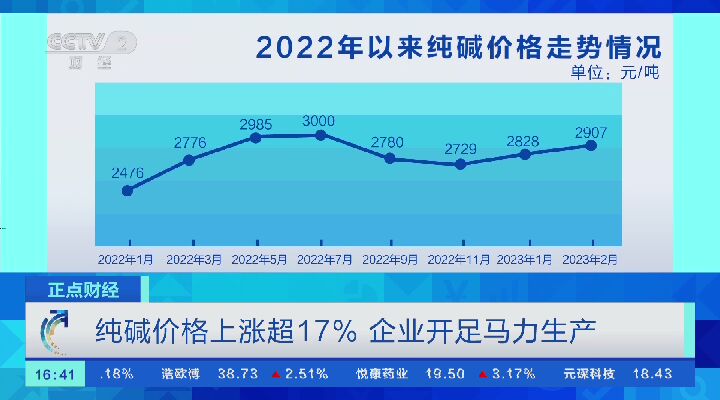 CCTV 2
财经
2022年以来纯碱价格走势情况
单位：元/吨
2476
2776
2985
3000
2780
2729
2828
2907
2022年1月 2022年3月 2022年5月 2022年7月 2022年9月 2022年11月 2023年1月 2023年2月
正点财经
纯碱价格上涨超17% 企业开足马力生产
16:41 .18% 浩欧博 38.73 ▲2.51% 悦康药业 19.50 ▲3.17% 元琛科技 18.43